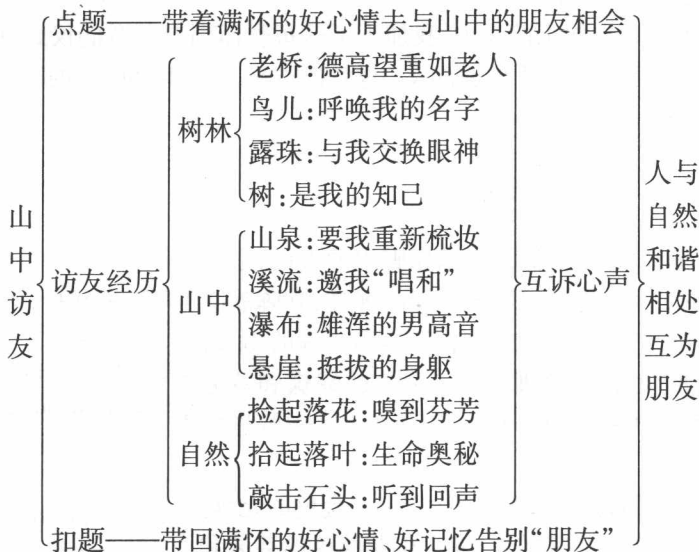 点题——带着满怀的好心情去与山中的朋友相会
老桥:德高望重如老人
鸟儿:呼唤我的名字
树林
露珠:与我交换眼神
树:是我的知己
山中访友
访友经历
山泉:要我重新梳妆
溪流:邀我“唱和”
山中
瀑布:雄浑的男高音
悬崖:挺拔的身躯
捡起落花:嗅到芬芳
自然
拾起落叶:生命奥秘
敲击石头:听到回声
互诉心声
人与
自然
和谐
相处
互为
朋友
扣题——带回满怀的好心情、好记忆告别“朋友”